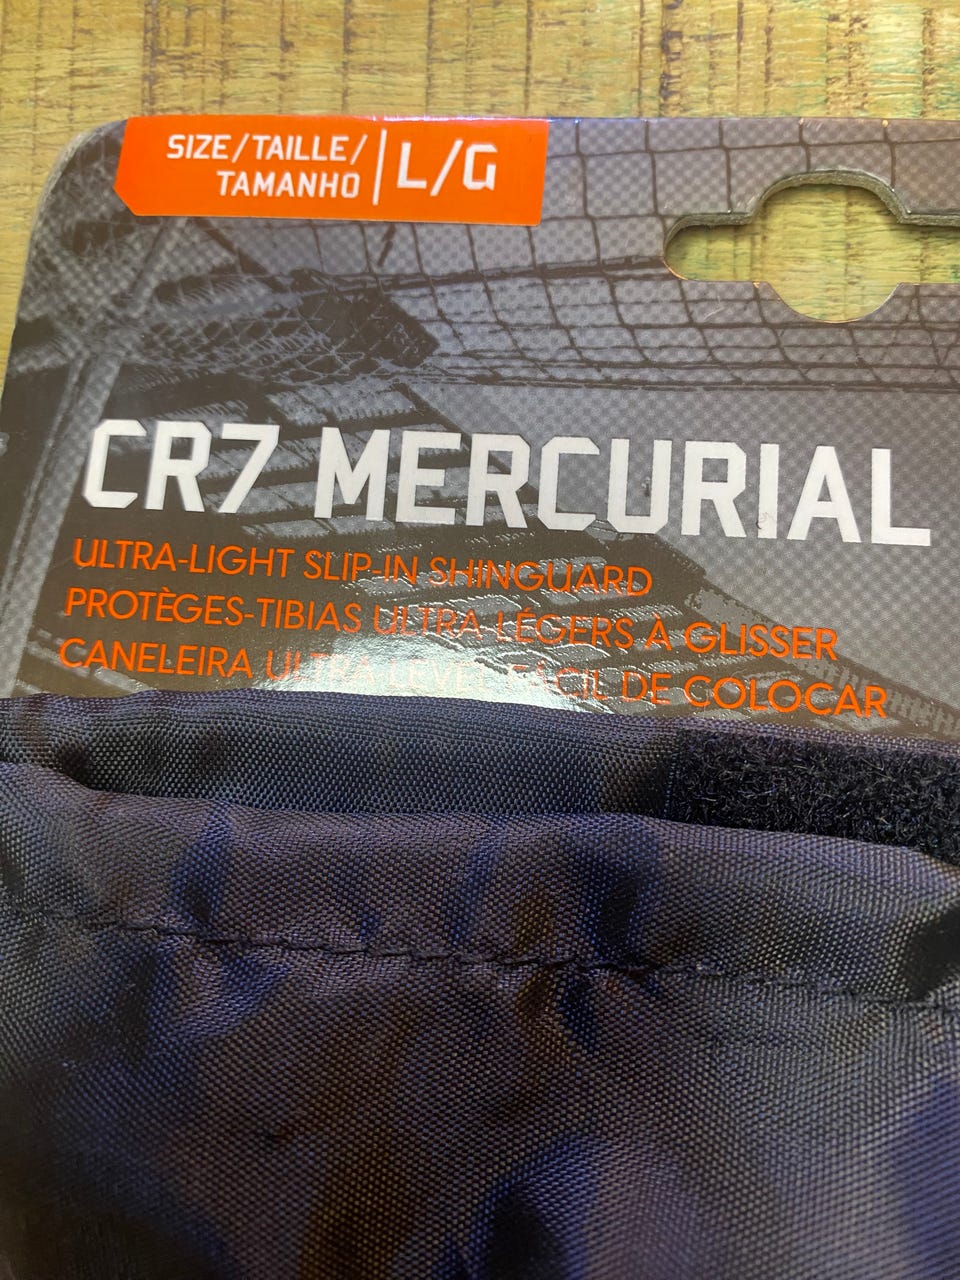 SIZE/TAILLE/
TAMANHO
L/G
CR7 MERCURIAL
ULTRA-LIGHT SLIP-IN SHINGUARD
PROTÈGES-TIBIAS ULTRA-LÉGERS À GLISSER
CANELEIRA ULTRA-LEVE, FÁCIL DE COLOCAR